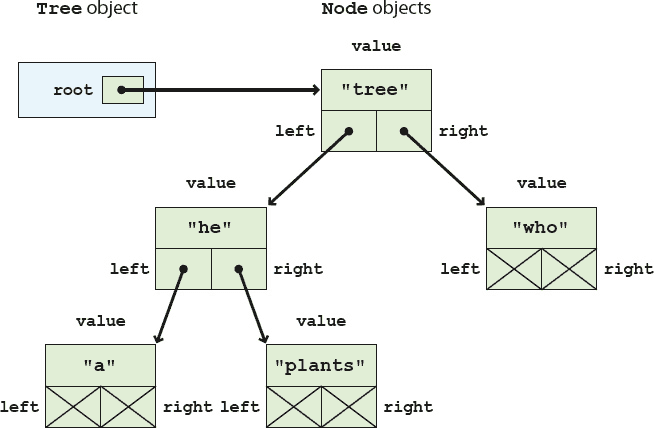 Tree object
Node objects
value
root
"tree"
left
right
value
value
"he"
"who"
left
right
left
right
value
value
"a"
"plants"
left
right
left
right